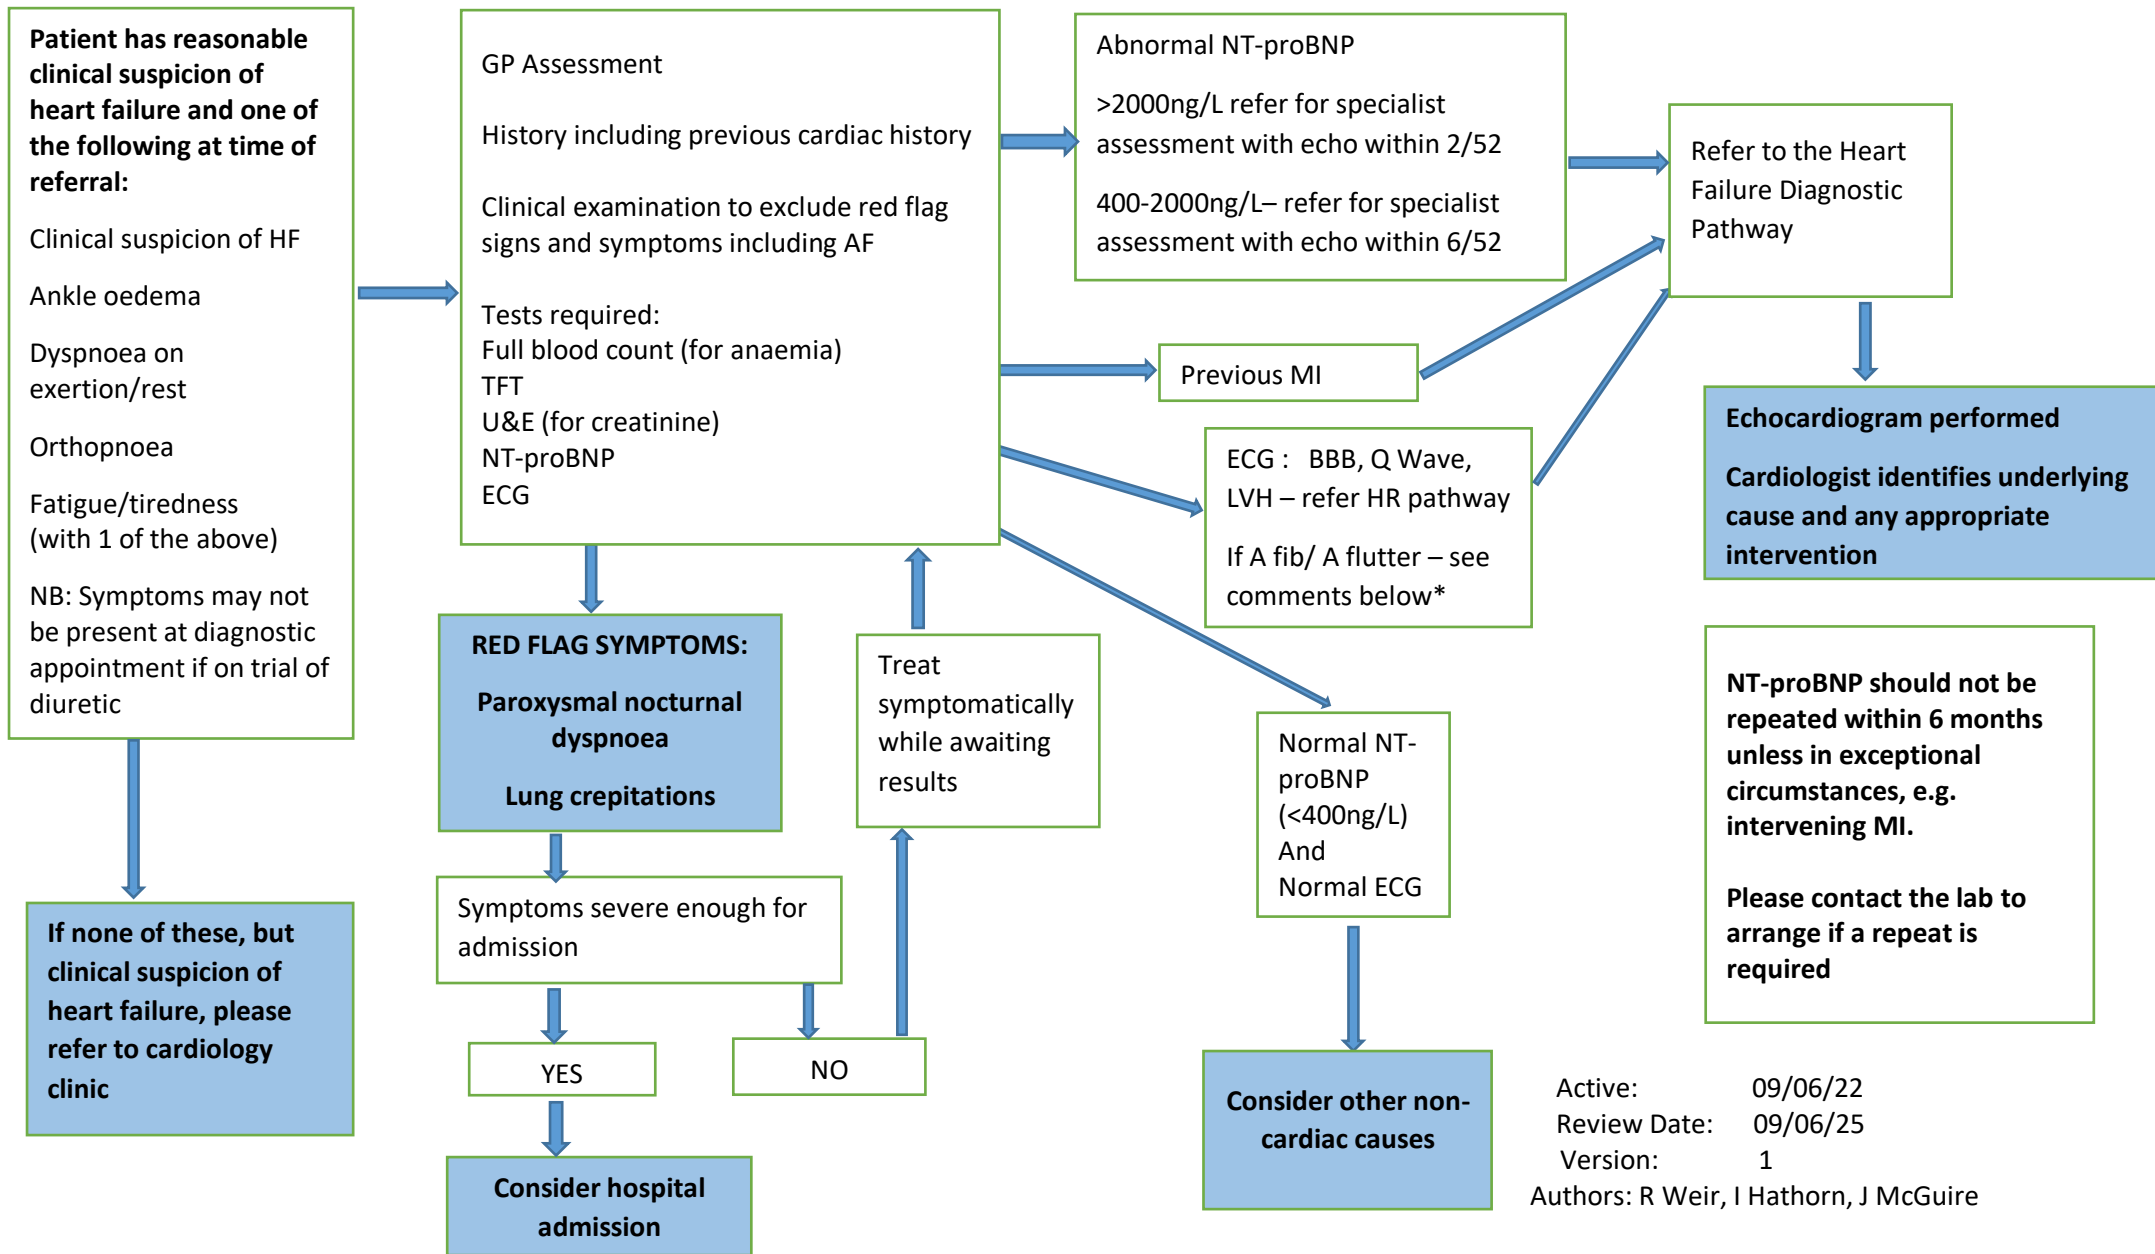 Patient has reasonable
clinical suspicion of
heart failure and one of
the following at time of
referral:
Clinical suspicion of HF
Ankle oedema
Dyspnoea on
exertion/rest
Orthopnoea
Fatigue/tiredness
(with 1 of the above)
NB: Symptoms may not
be present at diagnostic
appointment if on trial of
diuretic
If none of these, but
clinical suspicion of
heart failure, please
refer to cardiology
clinic
GP Assessment
History including previous cardiac history
Clinical examination to exclude red flag
signs and symptoms including AF
Tests required:
Full blood count (for anaemia)
TFT
U&E (for creatinine)
NT-proBNP
ECG
RED FLAG SYMPTOMS:
Paroxysmal nocturnal
dyspnoea
Lung crepitations
Symptoms severe enough for
admission
YES
NO
Consider hospital
admission
Treat
symptomatically
while awaiting
results
Abnormal NT-proBNP
>2000ng/L refer for specialist
assessment with echo within 2/52
400-2000ng/L– refer for specialist
assessment with echo within 6/52
Previous MI
ECG :   BBB, Q Wave,
LVH – refer HR pathway
If A fib/ A flutter – see
comments below*
Normal NT-
proBNP
(<400ng/L)
And
Normal ECG
Consider other non-
cardiac causes
Refer to the Heart
Failure Diagnostic
Pathway
Echocardiogram performed
Cardiologist identifies underlying
cause and any appropriate
intervention
NT-proBNP should not be
repeated within 6 months
unless in exceptional
circumstances, e.g.
intervening MI.
Please contact the lab to
arrange if a repeat is
required
Active: 09/06/22
Review Date: 09/06/25
Version: 1
Authors: R Weir, I Hathorn, J McGuire